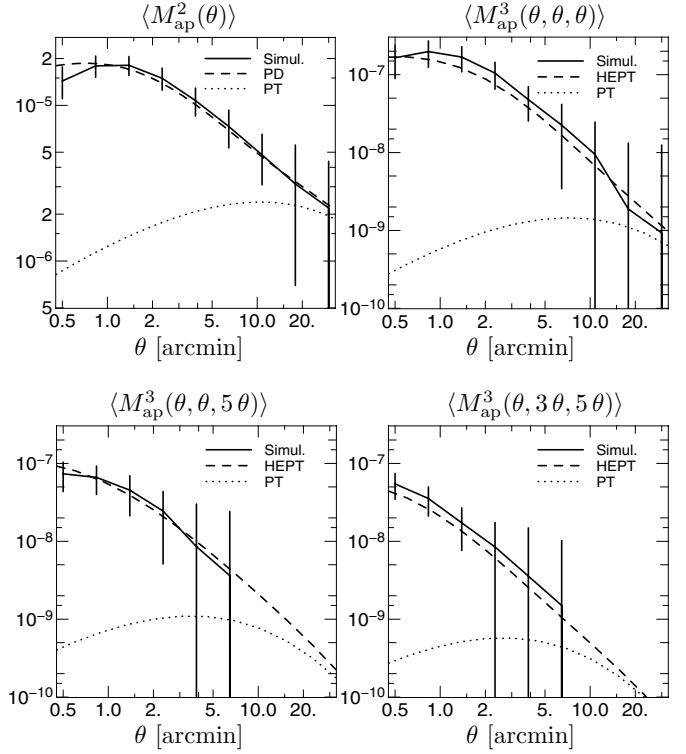 ⟨M²ap(θ)⟩
⟨M³ap(θ, θ, θ)⟩
2
10⁻⁵
5
2
10⁻⁶
5
Simul.
PD
PT
0.5 1.0 2. 5. 10.0 20.
θ [arcmin]
10⁻⁷
10⁻⁸
10⁻⁹
10⁻¹⁰
Simul.
HEPT
PT
0.5 1.0 2. 5. 10.0 20.
θ [arcmin]
⟨M³ap(θ, θ, 5 θ)⟩
⟨M³ap(θ, 3 θ, 5 θ)⟩
10⁻⁷
10⁻⁸
10⁻⁹
10⁻¹⁰
Simul.
HEPT
PT
0.5 1.0 2. 5. 10.0 20.
θ [arcmin]
10⁻⁷
10⁻⁸
10⁻⁹
10⁻¹⁰
Simul.
HEPT
PT
0.5 1.0 2. 5. 10.0 20.
θ [arcmin]